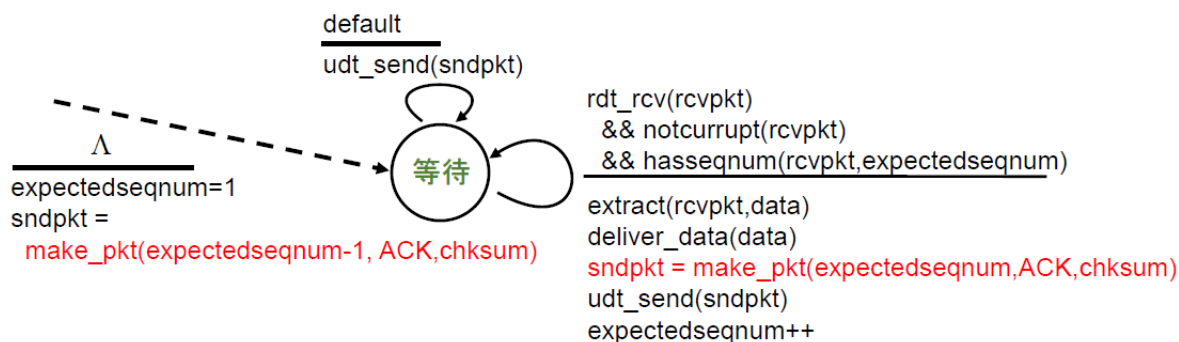 default
udt_send(sndpkt)
Λ
expectedseqnum=1
sndpkt =
make_pkt(expectedseqnum-1, ACK,chksum)
等待
rdt_rcv(rcvpkt)
&& notcurrupt(rcvpkt)
&& hasseqnum(rcvpkt,expectedseqnum)
extract(rcvpkt,data)
deliver_data(data)
sndpkt = make_pkt(expectedseqnum,ACK,chksum)
udt_send(sndpkt)
expectedseqnum++